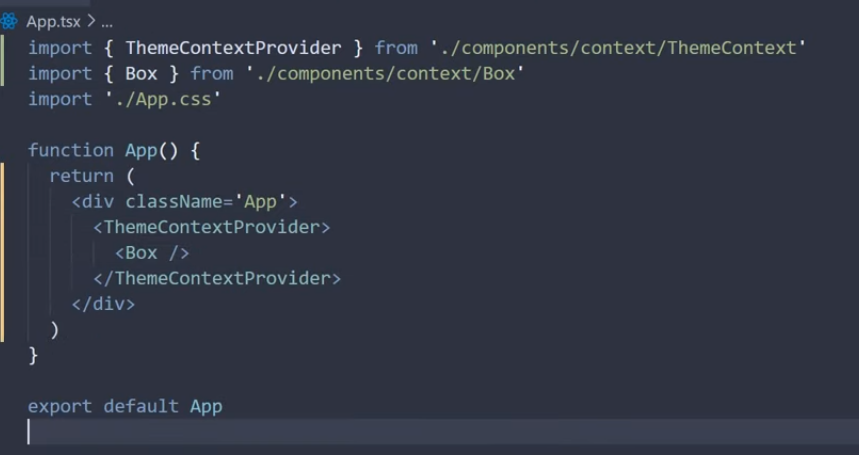 App.tsx > ...
import { ThemeContextProvider } from './components/context/ThemeContext'
import { Box } from './components/context/Box'
import './App.css'
function App() {
return (
<div className='App'>
<ThemeContextProvider>
<Box />
</ThemeContextProvider>
</div>
)
}
export default App